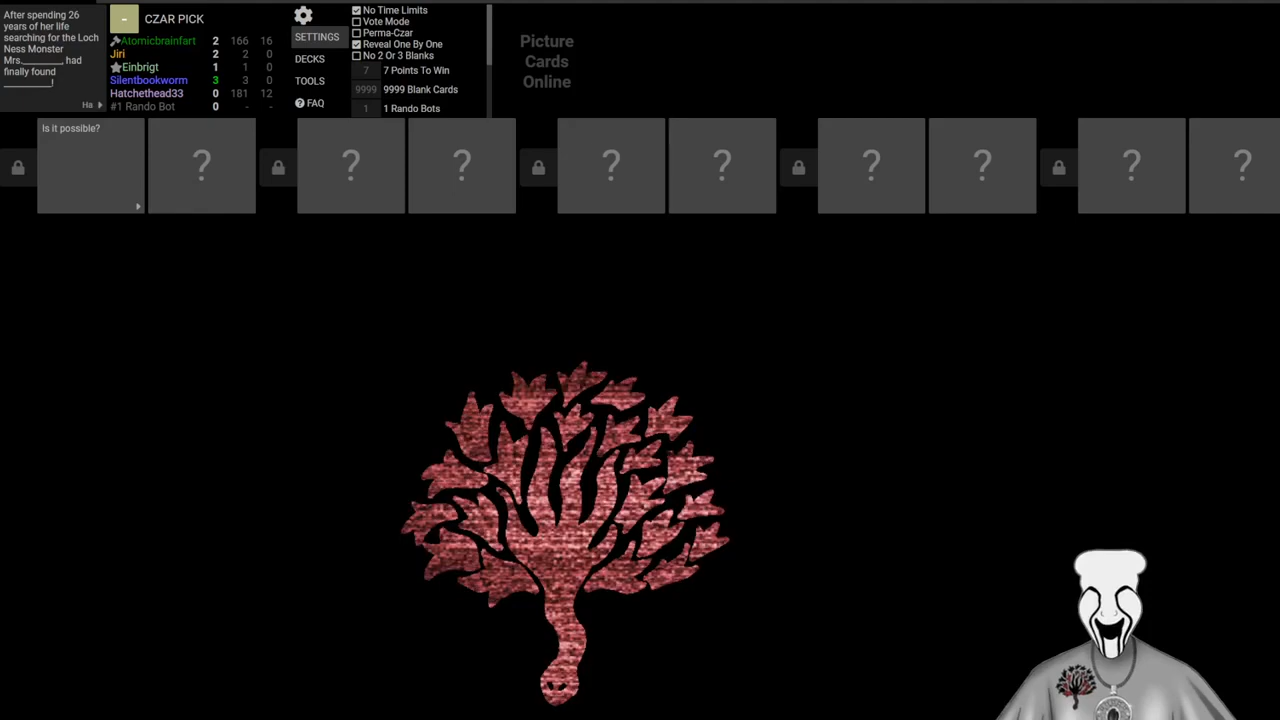 After spending 26
years of her life
searching for the Loch
Ness Monster
Mrs.________, had
finally found
__________!
Ha
-
CZAR PICK
Atomicbrainfart 2 166 16
Jiri 2 2 0
Einbrigt 1 1 0
Silentbookworm 3 3 0
Hatchethead33 0 181 12
#1 Rando Bot 0 - -
SETTINGS
DECKS
TOOLS
? FAQ
No Time Limits
Vote Mode
Perma-Czar
Reveal One By One
No 2 Or 3 Blanks
7 7 Points To Win
9999 9999 Blank Cards
1 1 Rando Bots
Picture
Cards
Online
Is it possible?
? ? ? ? ? ? ? ? ?